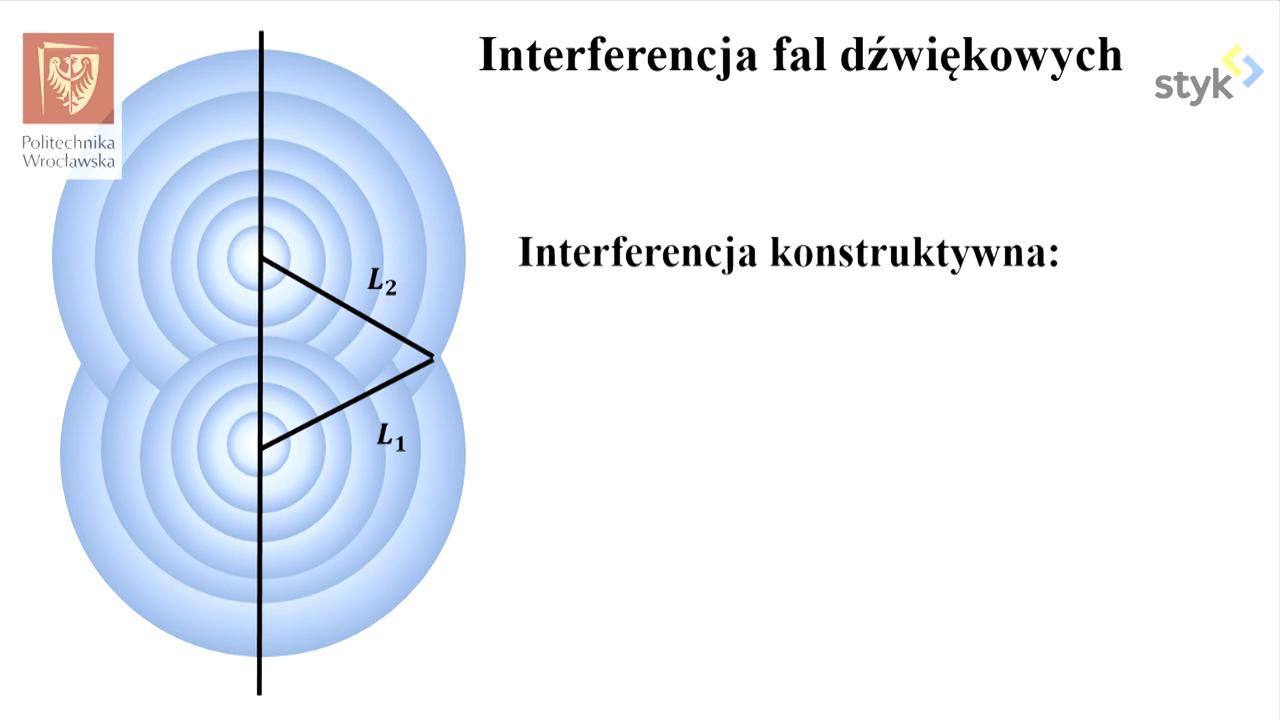 Interferencja fal dźwiękowych
styk
Politechnika
Wrocławska
Interferencja konstruktywna:
L₂
L₁